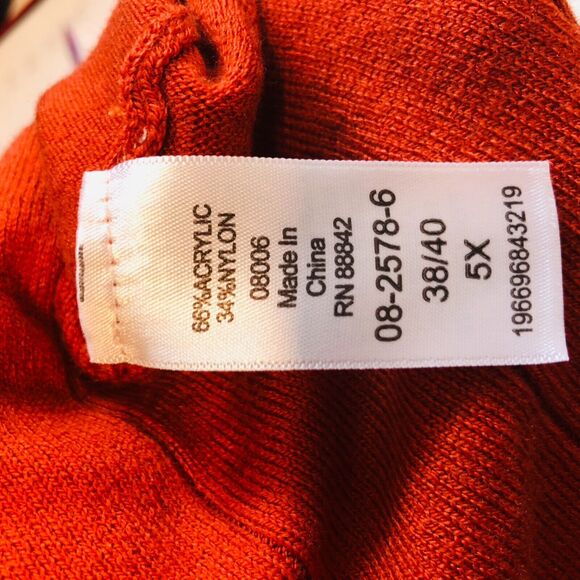 66%ACRYLIC
34%NYLON
08006
Made In
China
RN 88842
08-2578-6
38/40
5X
196696843219